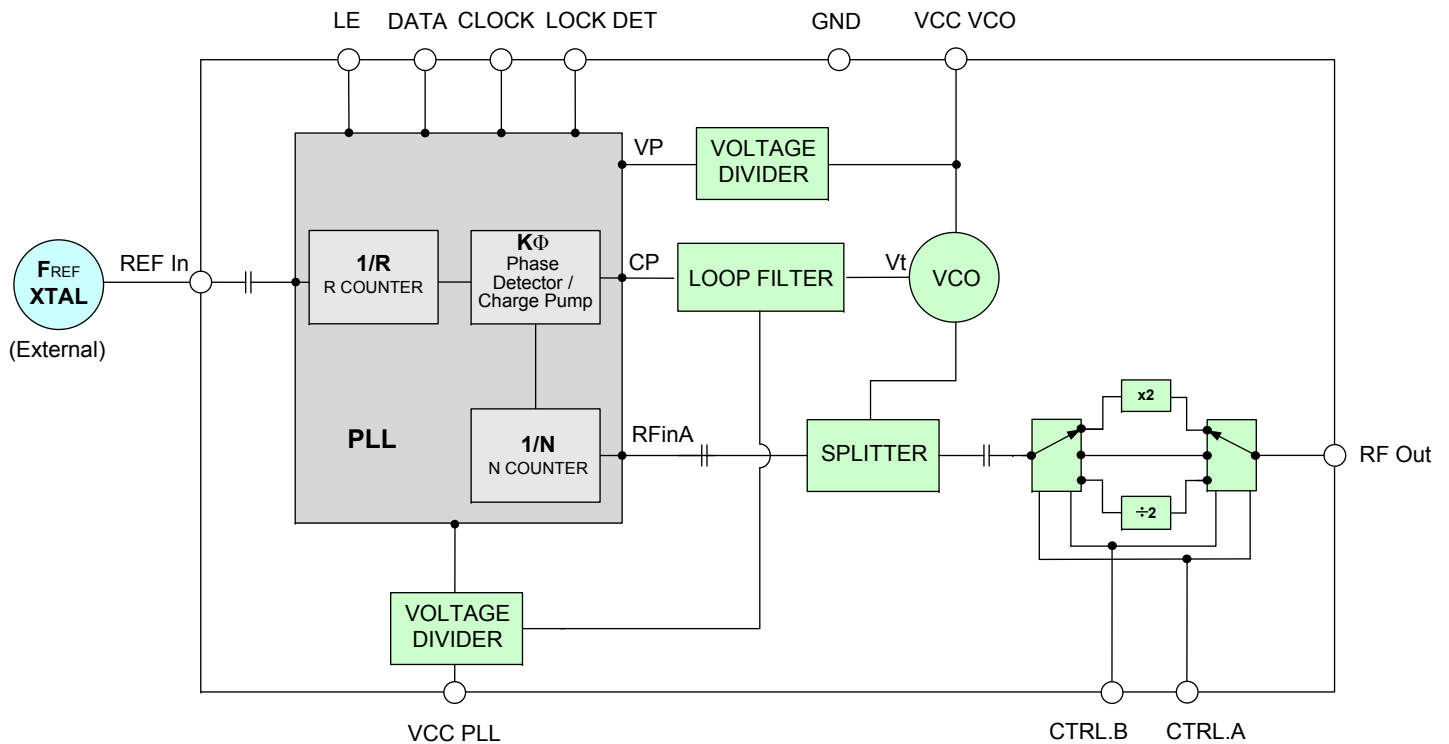 LE
DATA
CLOCK
LOCK DET
GND
VCC VCO
VP
VOLTAGE
DIVIDER
FREF
XTAL
(External)
REF In
1/R
R COUNTER
KΦ
Phase
Detector /
Charge Pump
CP
LOOP FILTER
Vt
VCO
PLL
1/N
N COUNTER
RFinA
SPLITTER
x2
÷2
RF Out
VOLTAGE
DIVIDER
VCC PLL
CTRL.B
CTRL.A